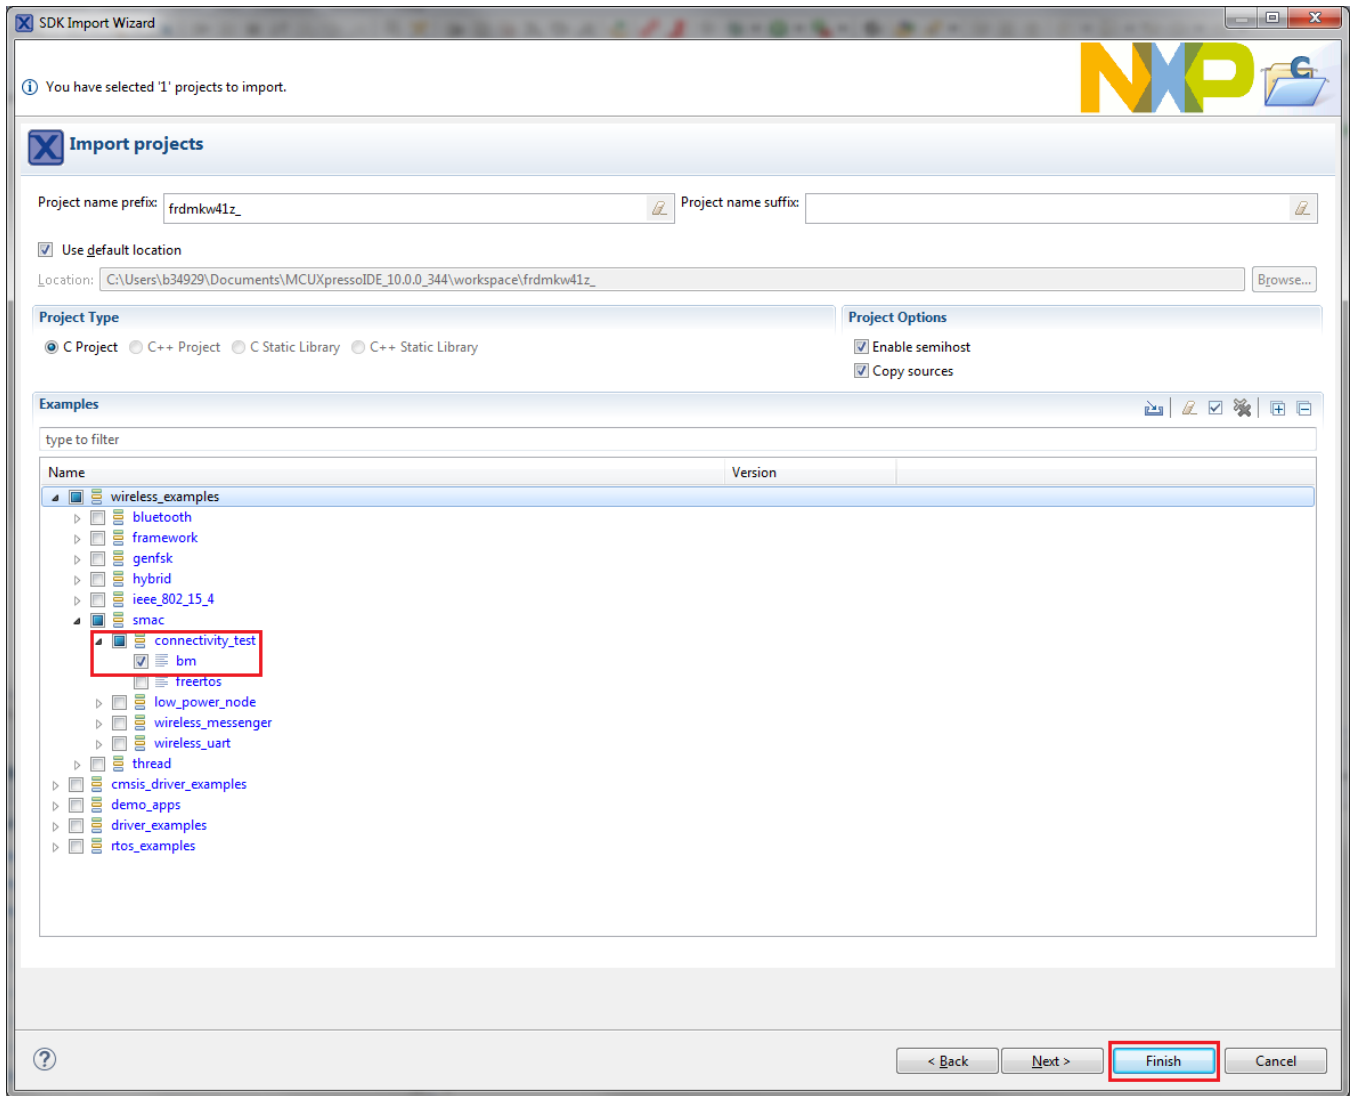 SDK Import Wizard
You have selected '1' projects to import.
NXP
C
Import projects
Project name prefix: frdmkw41z_ Project name suffix:
Use default location
Location: C:\Users\b34929\Documents\MCUXpressoIDE_10.0.0_344\workspace\frdmkw41z_ Browse...
Project Type Project Options
C Project C++ Project C Static Library C++ Static Library Enable semihost
Copy sources
Examples
type to filter
Name Version
wireless_examples
bluetooth
framework
genfsk
hybrid
ieee_802_15_4
smac
connectivity_test
bm
freertos
low_power_node
wireless_messenger
wireless_uart
thread
cmsis_driver_examples
demo_apps
driver_examples
rtos_examples
? < Back Next > Finish Cancel